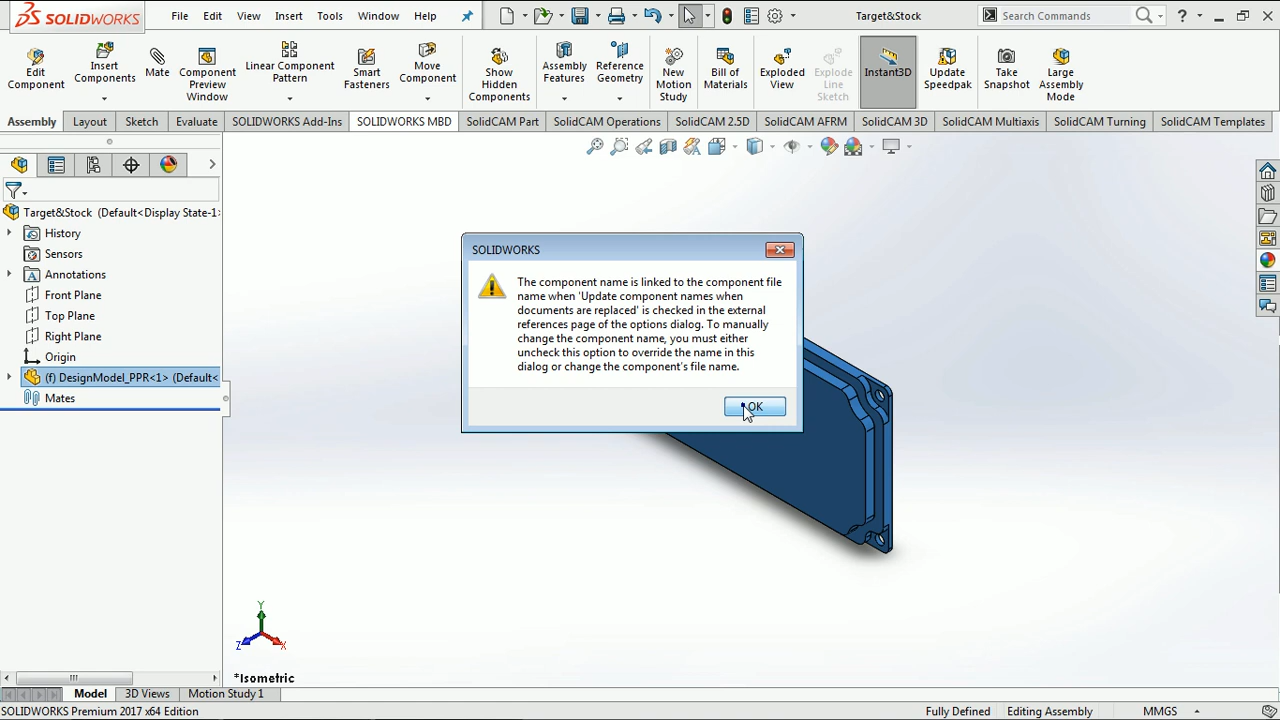 SOLIDWORKS
File
Edit
View
Insert
Tools
Window
Help
Target&Stock
Search Commands
?
Edit Component
Insert Components
Mate
Component Preview Window
Linear Component Pattern
Smart Fasteners
Move Component
Show Hidden Components
Assembly Features
Reference Geometry
New Motion Study
Bill of Materials
Exploded View
Explode Line Sketch
Instant3D
Update Speedpak
Take Snapshot
Large Assembly Mode
Assembly
Layout
Sketch
Evaluate
SOLIDWORKS Add-Ins
SOLIDWORKS MBD
SolidCAM Part
SolidCAM Operations
SolidCAM 2.5D
SolidCAM AFRM
SolidCAM 3D
SolidCAM Multiaxis
SolidCAM Turning
SolidCAM Templates
Target&Stock (Default<Display State-1>
History
Sensors
Annotations
Front Plane
Top Plane
Right Plane
Origin
(f) DesignModel_PPR<1> (Default<
Mates
SOLIDWORKS
The component name is linked to the component file
name when 'Update component names when
documents are replaced' is checked in the external
references page of the options dialog. To manually
change the component name, you must either
uncheck this option to override the name in this
dialog or change the component's file name.
OK
Y
Z
X
*Isometric
Model
3D Views
Motion Study 1
SOLIDWORKS Premium 2017 x64 Edition
Fully Defined
Editing Assembly
MMGS